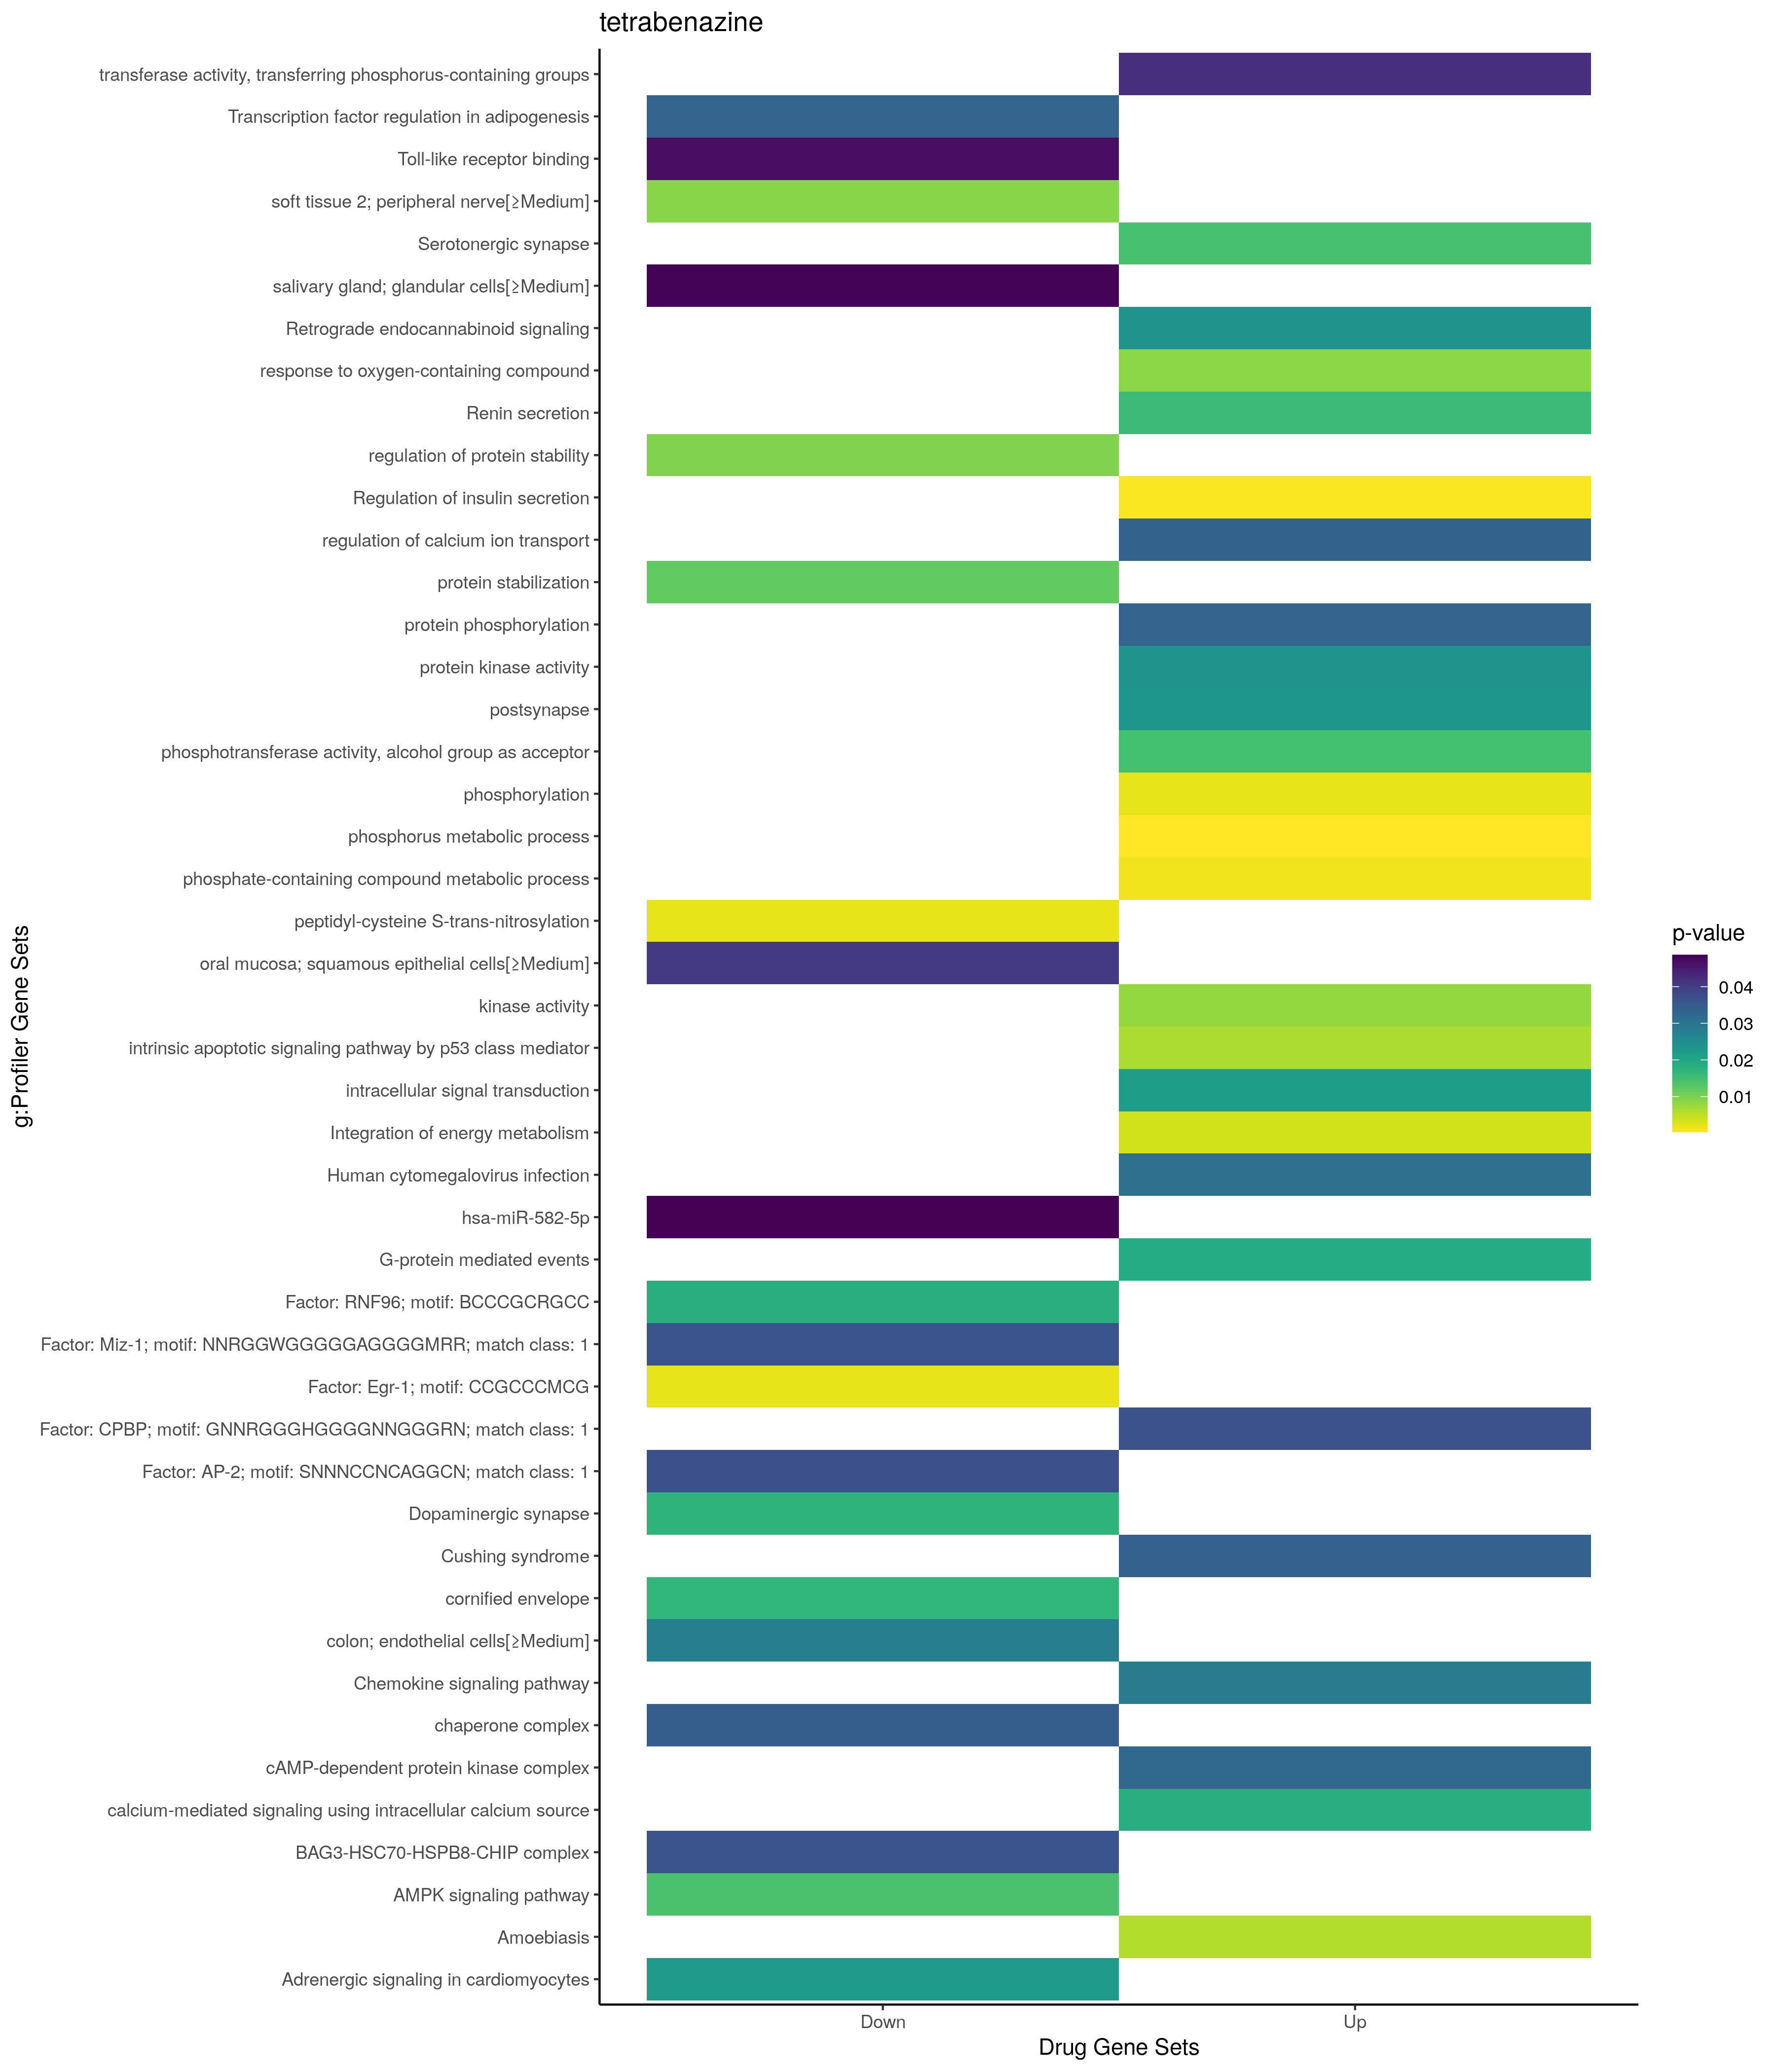 tetrabenazine
transferase activity, transferring phosphorus-containing groups
Transcription factor regulation in adipogenesis
Toll-like receptor binding
soft tissue 2; peripheral nerve[≥Medium]
Serotonergic synapse
salivary gland; glandular cells[≥Medium]
Retrograde endocannabinoid signaling
response to oxygen-containing compound
Renin secretion
regulation of protein stability
Regulation of insulin secretion
regulation of calcium ion transport
protein stabilization
protein phosphorylation
protein kinase activity
postsynapse
phosphotransferase activity, alcohol group as acceptor
phosphorylation
phosphorus metabolic process
phosphate-containing compound metabolic process
peptidyl-cysteine S-trans-nitrosylation
oral mucosa; squamous epithelial cells[≥Medium]
kinase activity
intrinsic apoptotic signaling pathway by p53 class mediator
intracellular signal transduction
Integration of energy metabolism
Human cytomegalovirus infection
hsa-miR-582-5p
G-protein mediated events
Factor: RNF96; motif: BCCCGCRGCC
Factor: Miz-1; motif: NNRGGWGGGGGAGGGGMRR; match class: 1
Factor: Egr-1; motif: CCGCCCMCG
Factor: CPBP; motif: GNNRGGGHGGGGNNGGGRN; match class: 1
Factor: AP-2; motif: SNNNCCNCAGGCN; match class: 1
Dopaminergic synapse
Cushing syndrome
cornified envelope
colon; endothelial cells[≥Medium]
Chemokine signaling pathway
chaperone complex
cAMP-dependent protein kinase complex
calcium-mediated signaling using intracellular calcium source
BAG3-HSC70-HSPB8-CHIP complex
AMPK signaling pathway
Amoebiasis
Adrenergic signaling in cardiomyocytes
g:Profiler Gene Sets
Down
Up
Drug Gene Sets
p-value
0.04
0.03
0.02
0.01